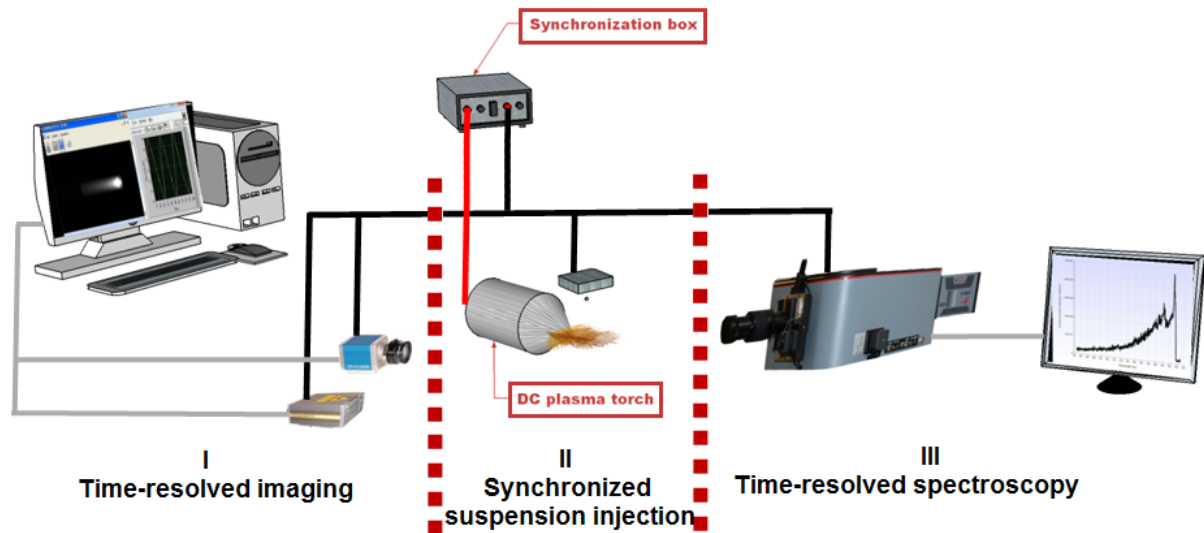 Synchronization box
DC plasma torch
I
Time-resolved imaging
II
Synchronized
suspension injection
III
Time-resolved spectroscopy